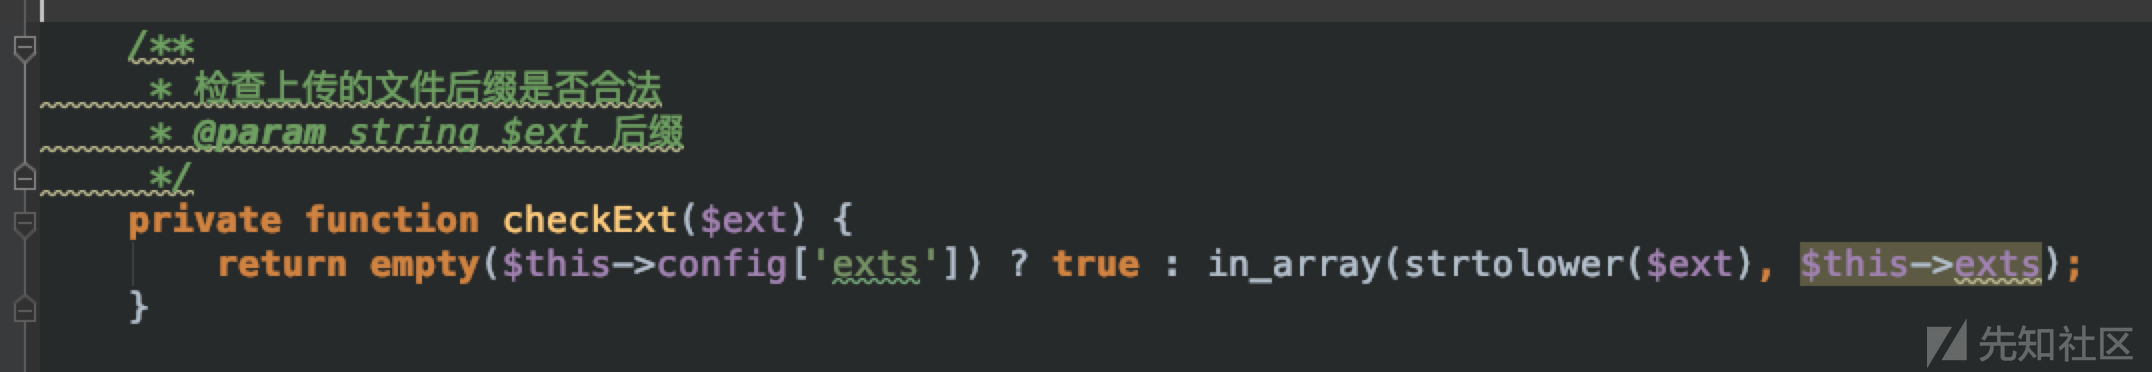 /**
* 检查上传的文件后缀是否合法
* @param string $ext 后缀
*/
private function checkExt($ext) {
return empty($this->config['exts']) ? true : in_array(strtolower($ext), $this->exts);
}
先知社区